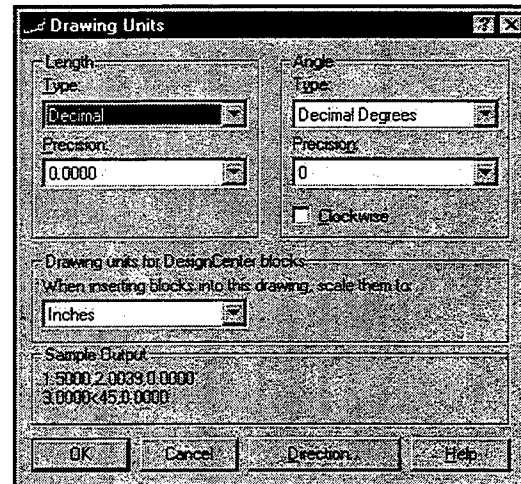 Drawing Units
Length
Type:
Decimal
Precision:
0.0000
Angle
Type:
Decimal Degrees
Precision:
0
Clockwise
Drawing units for DesignCenter blocks
When inserting blocks into this drawing, scale them to:
Inches
Sample Output
1.5000,2.0039,0.0000
3.0000<45,0.0000
OK
Cancel
Direction...
Help